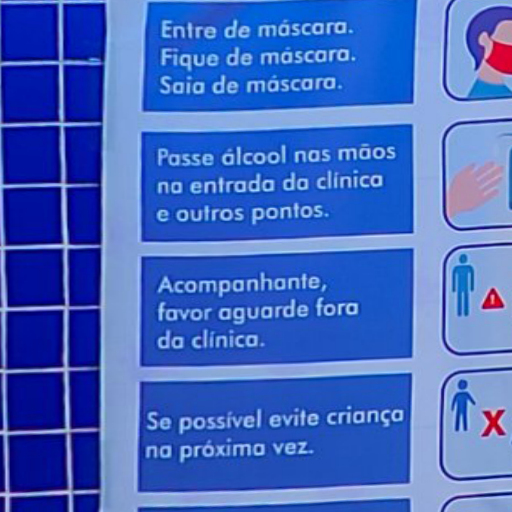 Entre de máscara.
Fique de máscara.
Saia de máscara.
Passe álcool nas mãos
na entrada da clínica
e outros pontos.
Acompanhante,
favor aguarde fora
da clínica.
Se possível evite criança
na próxima vez.
X